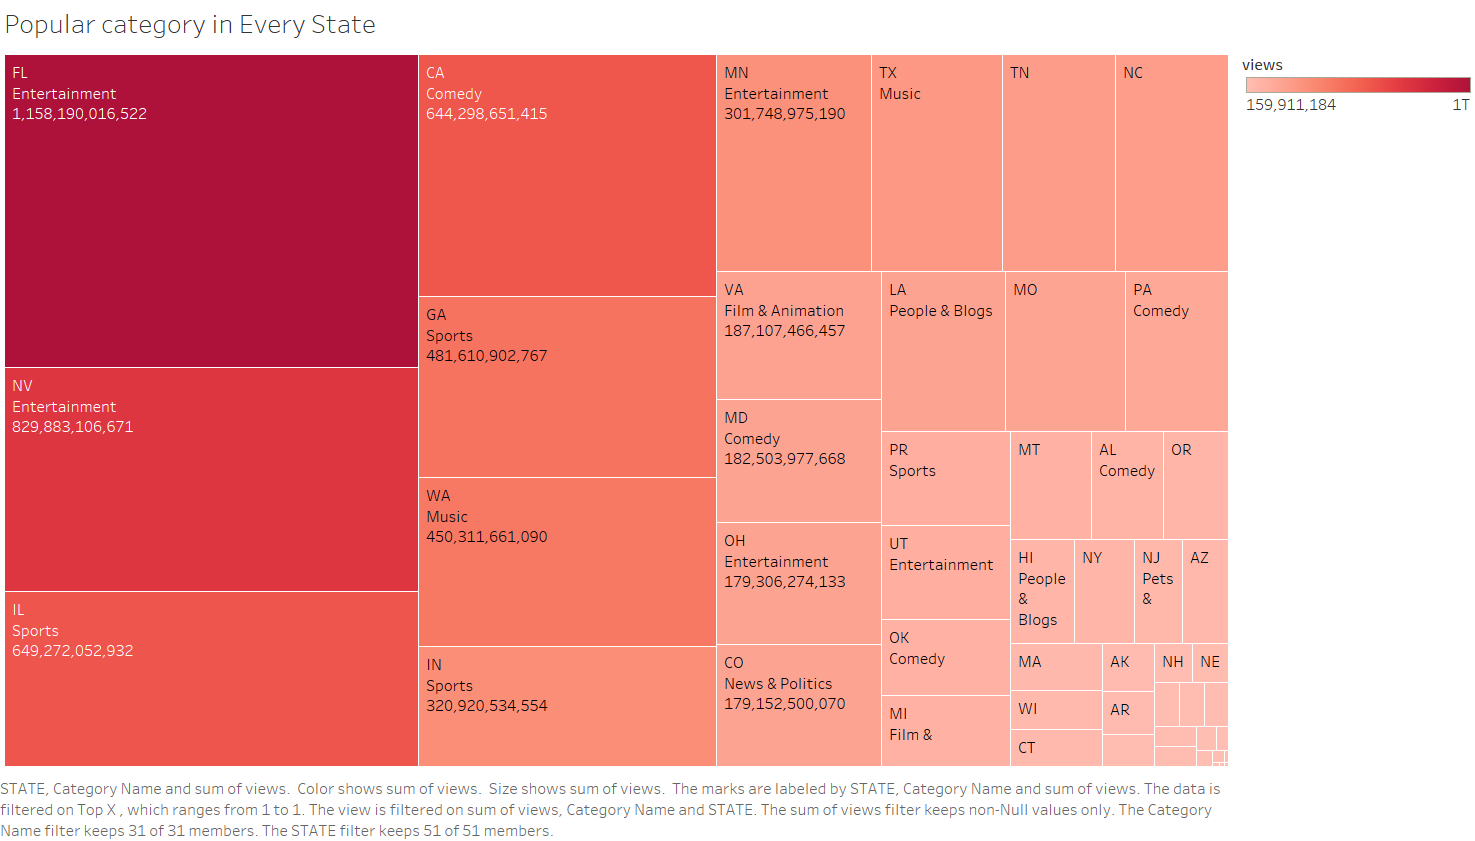 Popular category in Every State
FL
Entertainment
1,158,190,016,522
NV
Entertainment
829,883,106,671
IL
Sports
649,272,052,932
CA
Comedy
644,298,651,415
GA
Sports
481,610,902,767
WA
Music
450,311,661,090
IN
Sports
320,920,534,554
MN
Entertainment
301,748,975,190
TX
Music
TN
NC
VA
Film & Animation
187,107,466,457
MD
Comedy
182,503,977,668
OH
Entertainment
179,306,274,133
CO
News & Politics
179,152,500,070
LA
People & Blogs
MO
PA
Comedy
PR
Sports
UT
Entertainment
OK
Comedy
MI
Film &
MT
AL
Comedy
OR
HI
People
&
Blogs
NY
NJ
Pets
&
AZ
MA
WI
CT
AK
AR
NH
NE
views
159,911,184
1T
STATE, Category Name and sum of views.  Color shows sum of views.  Size shows sum of views.  The marks are labeled by STATE, Category Name and sum of views. The data is
filtered on Top X , which ranges from 1 to 1. The view is filtered on sum of views, Category Name and STATE. The sum of views filter keeps non-Null values only. The Category
Name filter keeps 31 of 31 members. The STATE filter keeps 51 of 51 members.